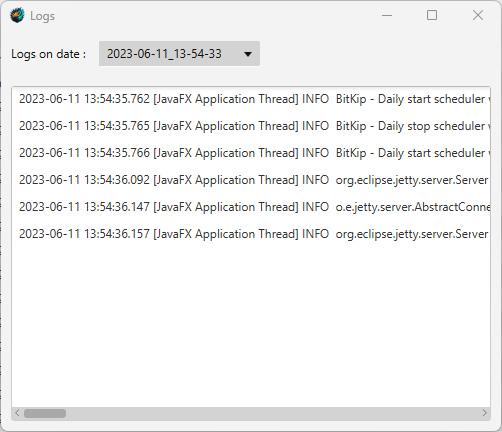 Logs
Logs on date : 2023-06-11_13-54-33
2023-06-11 13:54:35.762 [JavaFX Application Thread] INFO BitKip - Daily start scheduler
2023-06-11 13:54:35.765 [JavaFX Application Thread] INFO BitKip - Daily stop scheduler
2023-06-11 13:54:35.766 [JavaFX Application Thread] INFO BitKip - Daily start scheduler
2023-06-11 13:54:36.092 [JavaFX Application Thread] INFO org.eclipse.jetty.server.Server
2023-06-11 13:54:36.147 [JavaFX Application Thread] INFO o.e.jetty.server.AbstractConne
2023-06-11 13:54:36.157 [JavaFX Application Thread] INFO org.eclipse.jetty.server.Server